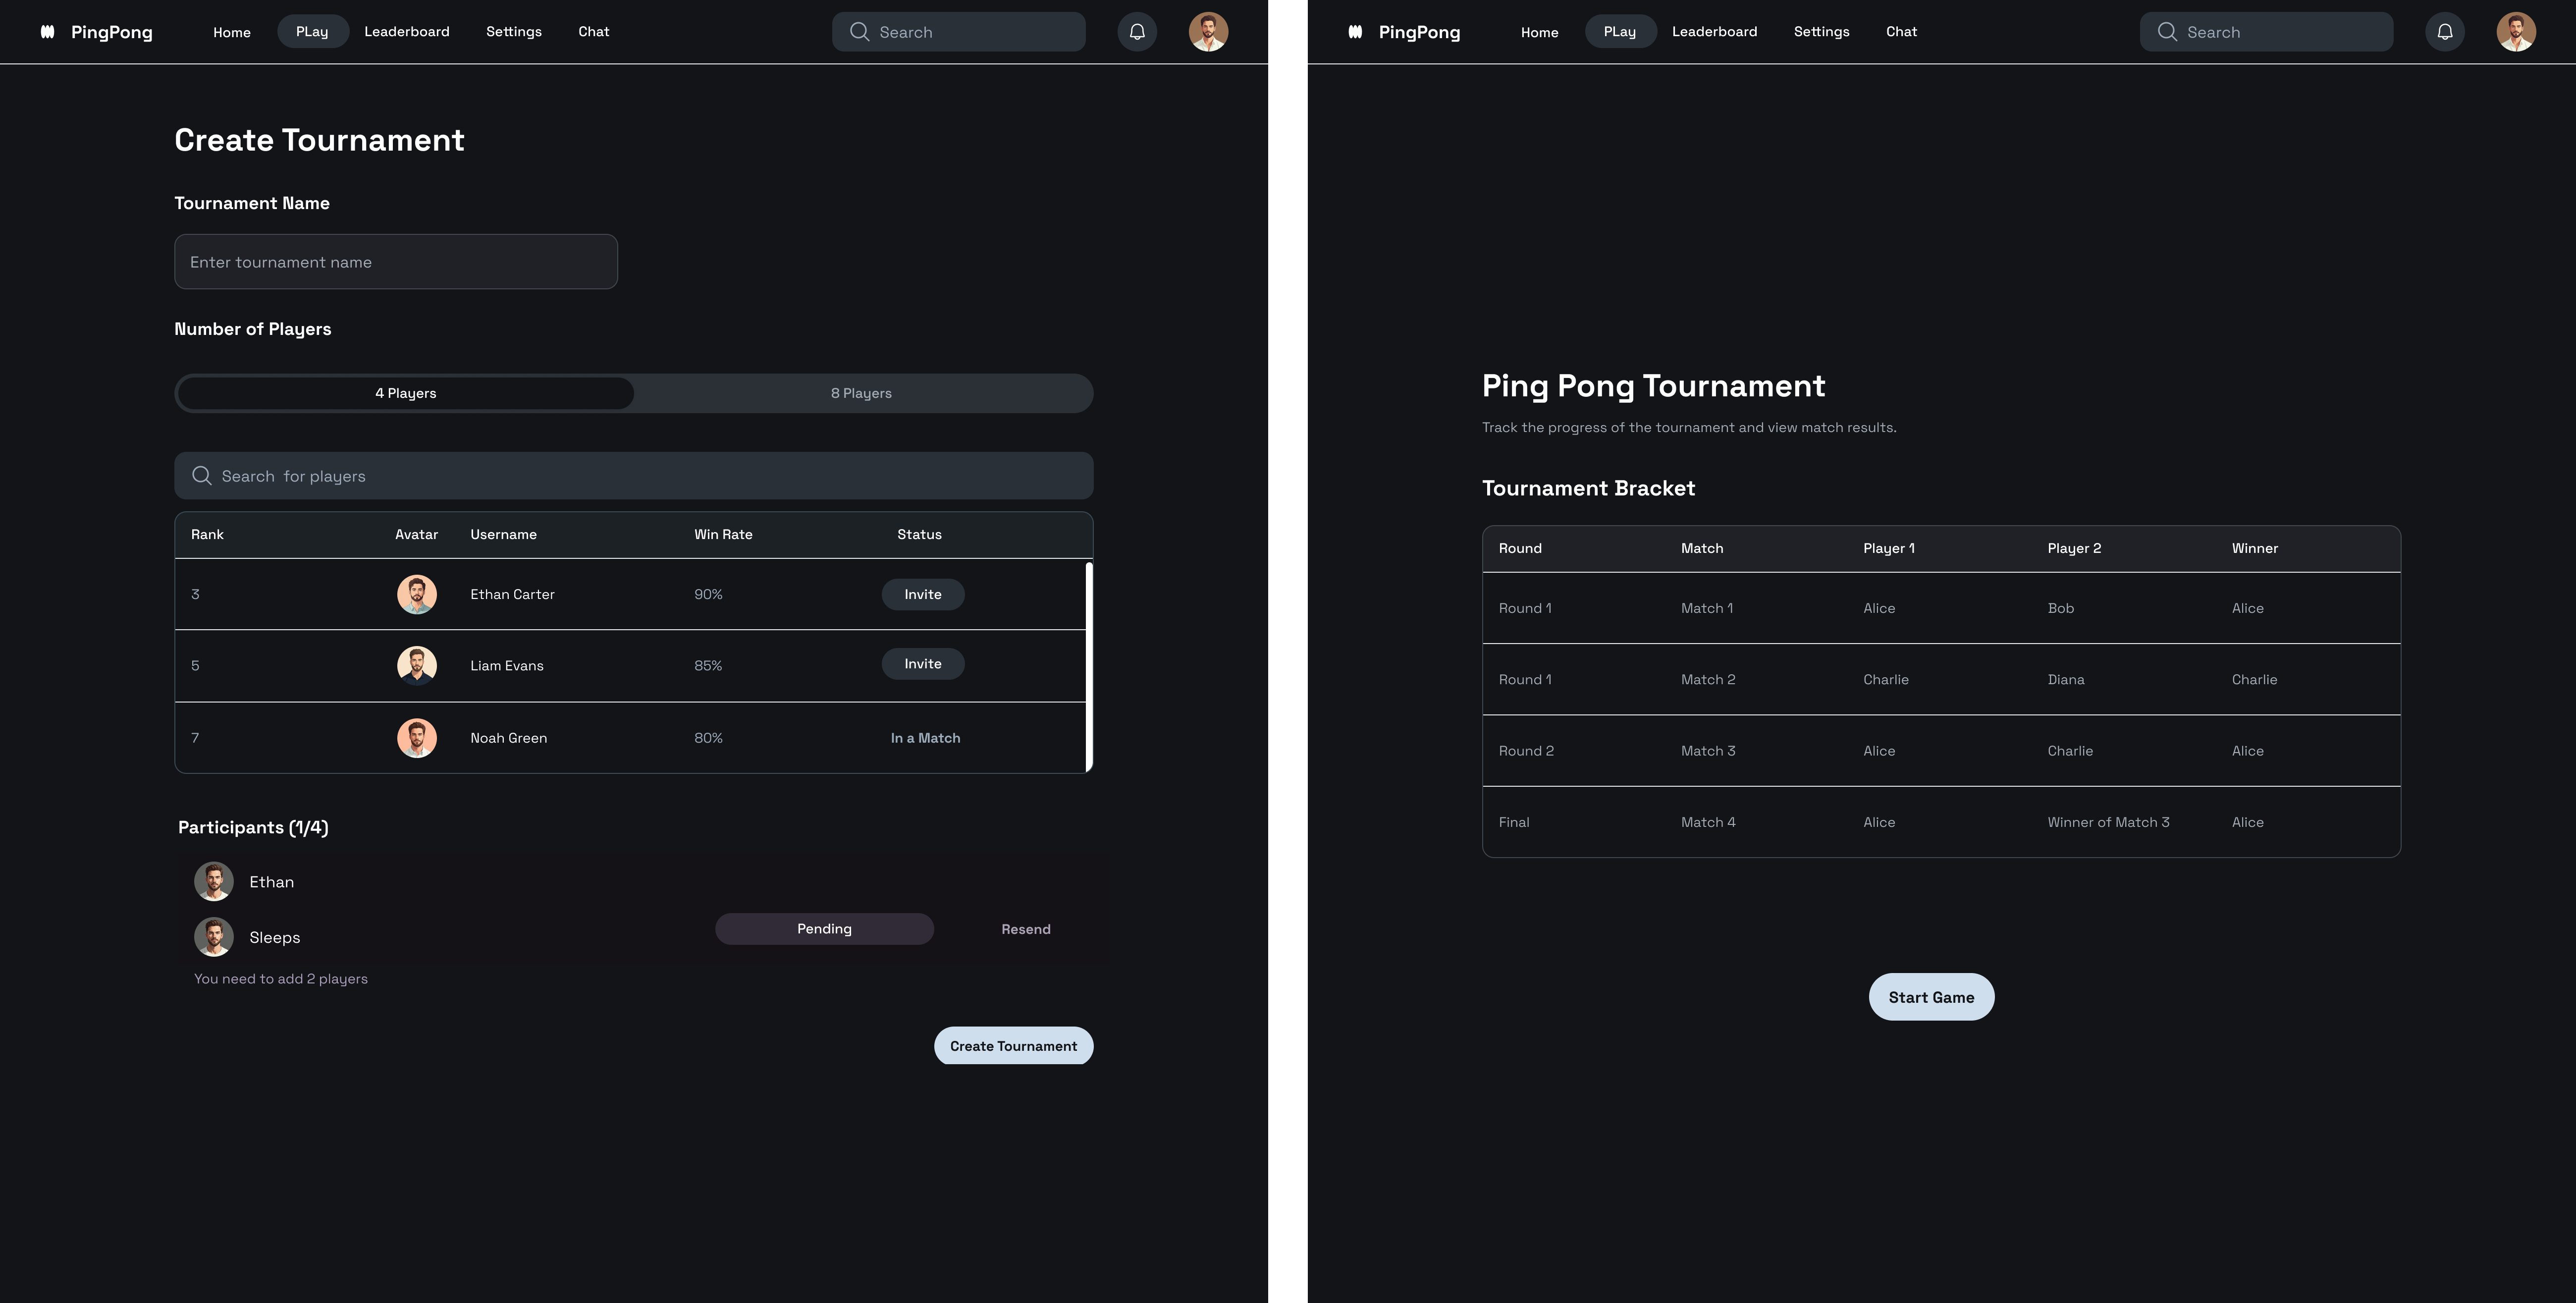 PingPong Home PLay Leaderboard Settings Chat Search
Create Tournament
Tournament Name
Enter tournament name
Number of Players
4 Players 8 Players
Search  for players
Rank Avatar Username Win Rate Status
3 Ethan Carter 90% Invite
5 Liam Evans 85% Invite
7 Noah Green 80% In a Match
Participants (1/4)
Ethan
Sleeps Pending Resend
You need to add 2 players
Create Tournament
PingPong Home PLay Leaderboard Settings Chat Search
Ping Pong Tournament
Track the progress of the tournament and view match results.
Tournament Bracket
Round Match Player 1 Player 2 Winner
Round 1 Match 1 Alice Bob Alice
Round 1 Match 2 Charlie Diana Charlie
Round 2 Match 3 Alice Charlie Alice
Final Match 4 Alice Winner of Match 3 Alice
Start Game